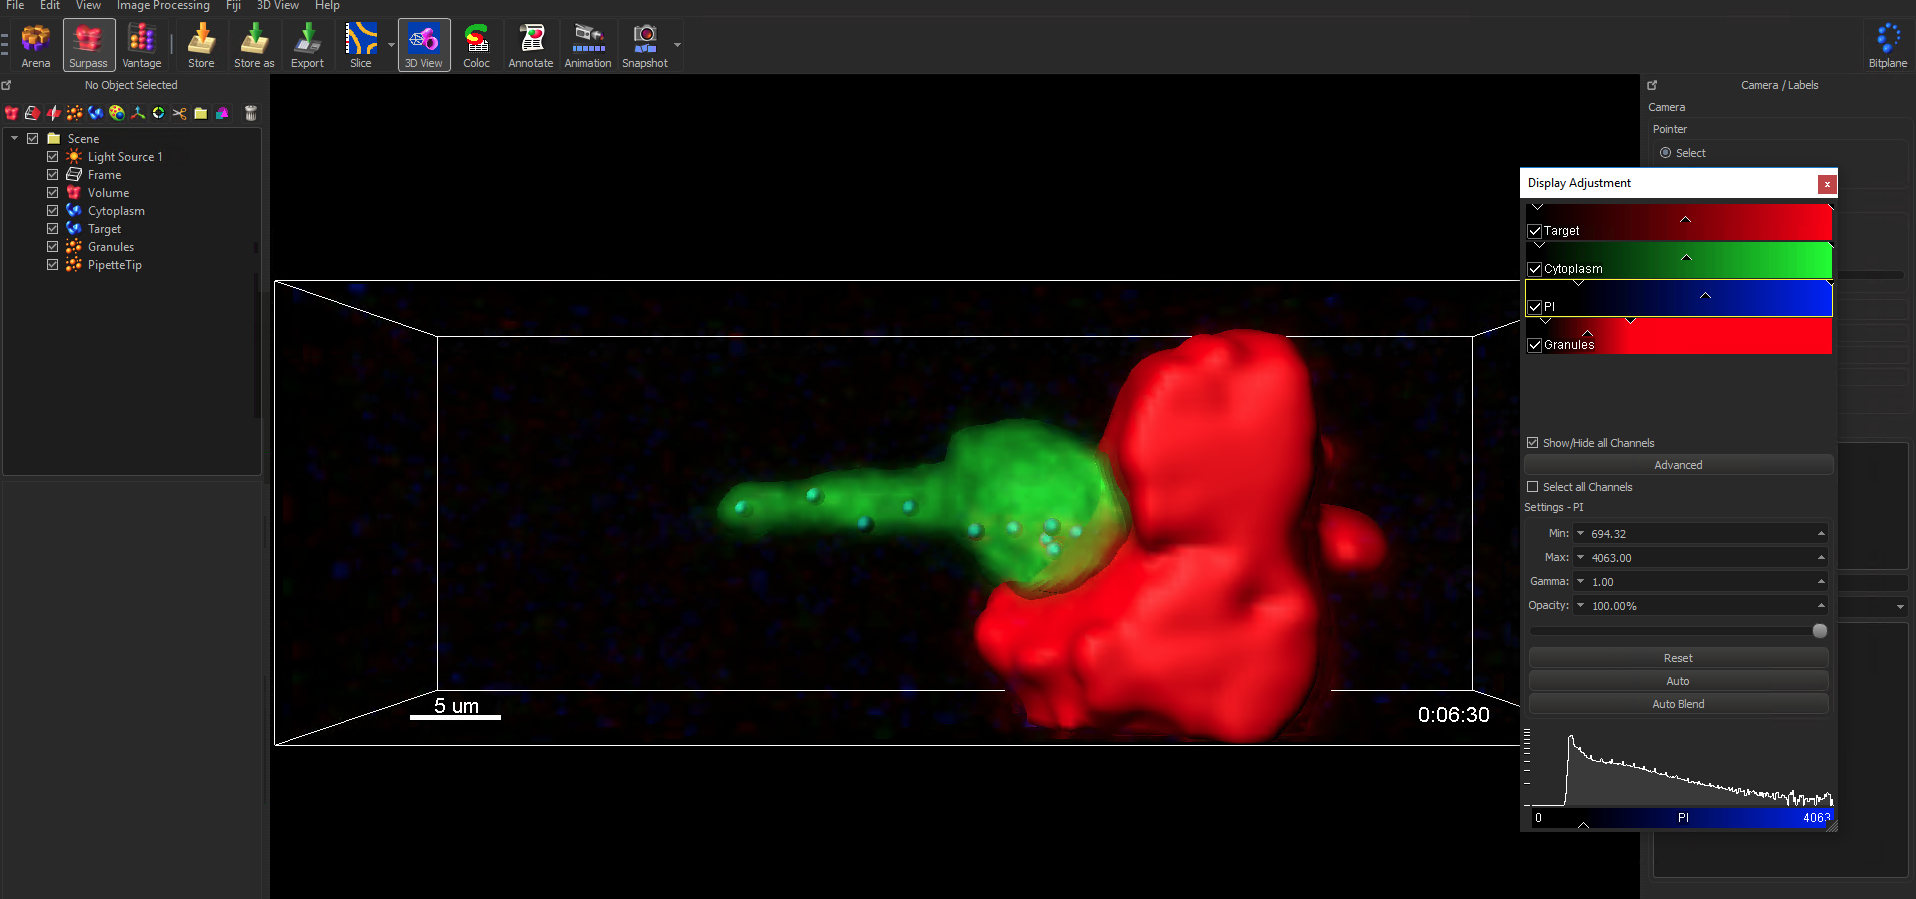 File Edit View Image Processing Fiji 3D View Help
Arena Surpass Vantage Store Store as Export Slice 3D View Coloc Annotate Animation Snapshot Bitplane
No Object Selected
Scene
Light Source 1
Frame
Volume
Cytoplasm
Target
Granules
PipetteTip
5 um
0:06:30
Camera / Labels
Camera
Pointer
Select
Display Adjustment
x
Target
Cytoplasm
PI
Granules
Show/Hide all Channels
Advanced
Select all Channels
Settings - PI
Min: 694.32
Max: 4063.00
Gamma: 1.00
Opacity: 100.00%
Reset
Auto
Auto Blend
0 PI 4063